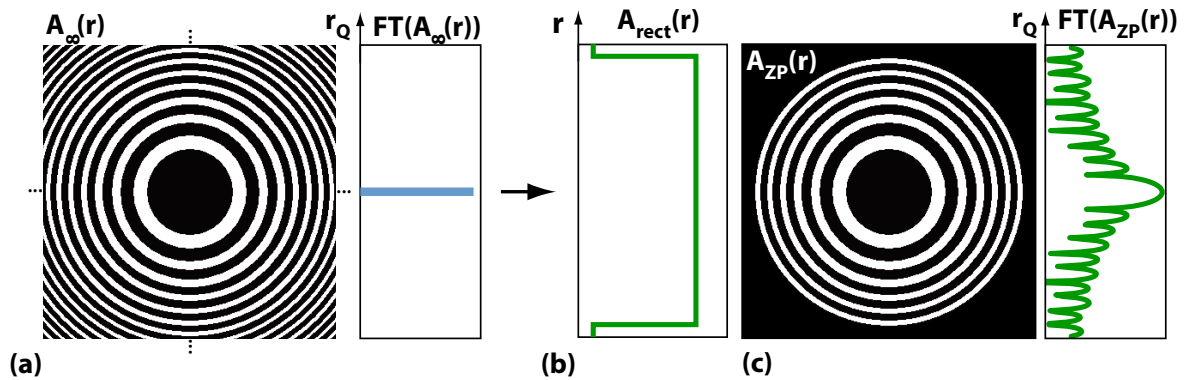 A∞(r)
rQ
FT(A∞(r))
r
Arect(r)
rQ
FT(AZP(r))
AZP(r)
(a)
(b)
(c)